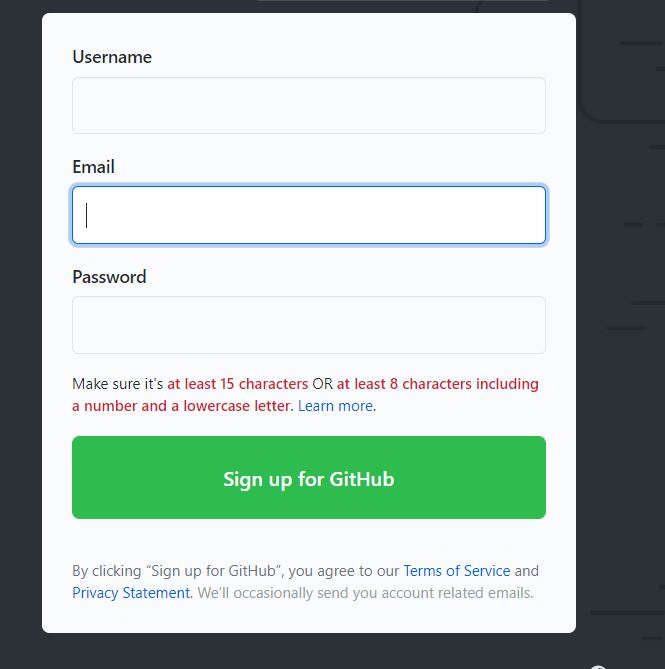 Username
Email
Password
Make sure it's at least 15 characters OR at least 8 characters including
a number and a lowercase letter. Learn more.
Sign up for GitHub
By clicking “Sign up for GitHub”, you agree to our Terms of Service and
Privacy Statement. We’ll occasionally send you account related emails.